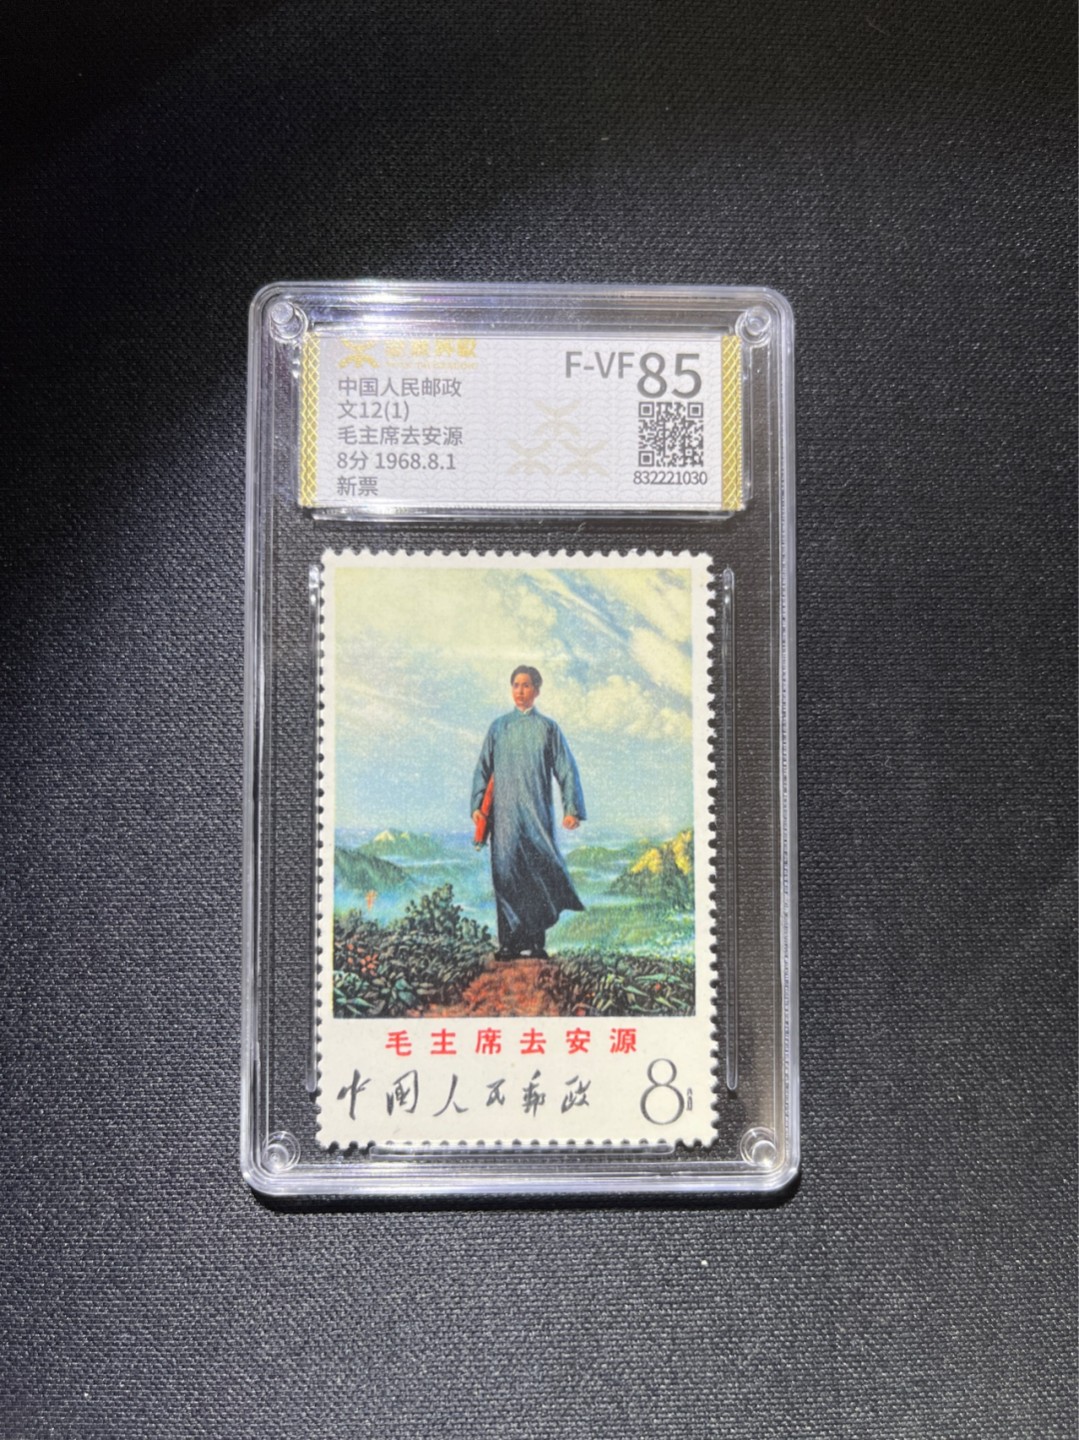 F-VF 85
中国人民邮政
文12(1)
毛主席去安源
8分 1968.8.1
新票
832221030
毛主席去安源
中国人民邮政 8分